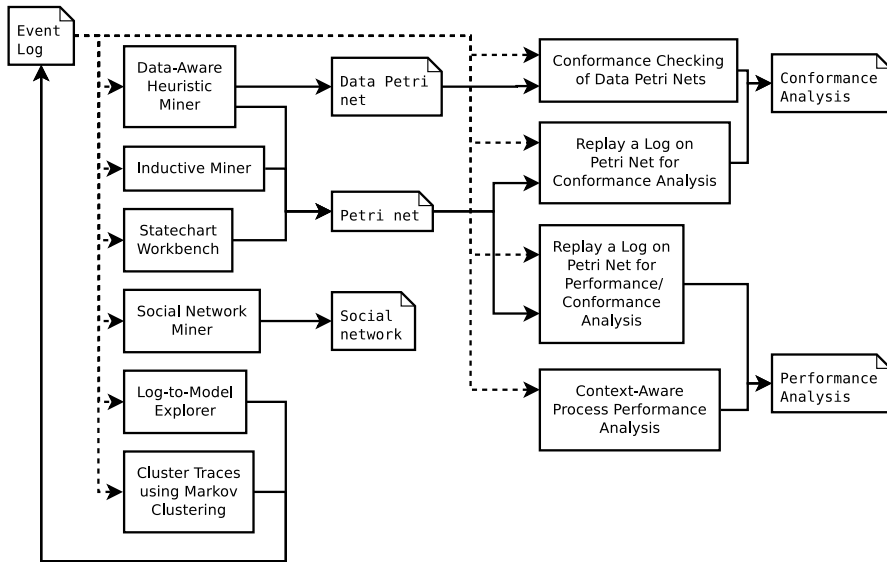 Event
Log
Data-Aware
Heuristic
Miner
Inductive Miner
Statechart
Workbench
Social Network
Miner
Log-to-Model
Explorer
Cluster Traces
using Markov
Clustering
Data Petri
net
Petri net
Social
network
Conformance Checking
of Data Petri Nets
Replay a Log on
Petri Net for
Conformance Analysis
Replay a Log on
Petri Net for
Performance/
Conformance
Analysis
Context-Aware
Process Performance
Analysis
Conformance
Analysis
Performance
Analysis